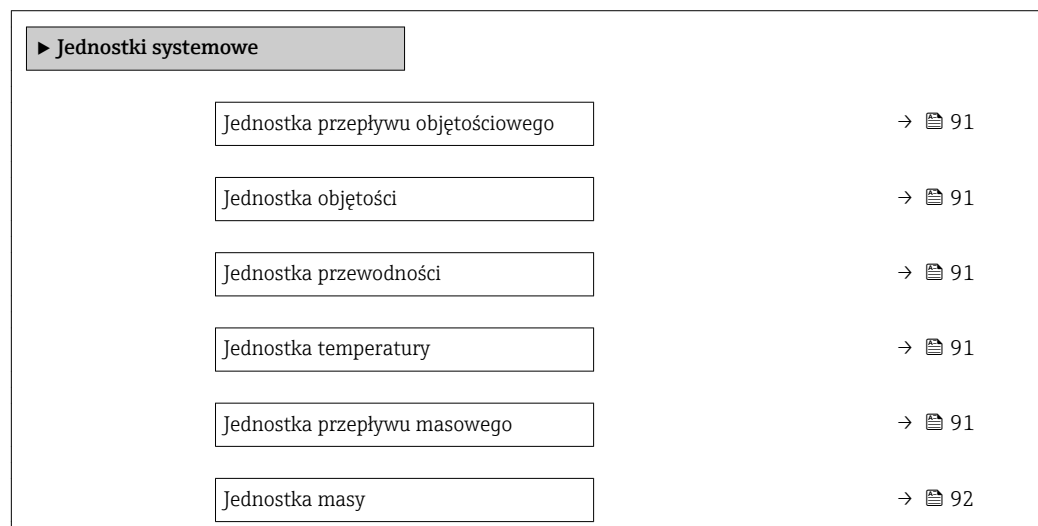 ▶ Jednostki systemowe
Jednostka przepływu objętościowego → 91
Jednostka objętości → 91
Jednostka przewodności → 91
Jednostka temperatury → 91
Jednostka przepływu masowego → 91
Jednostka masy → 92